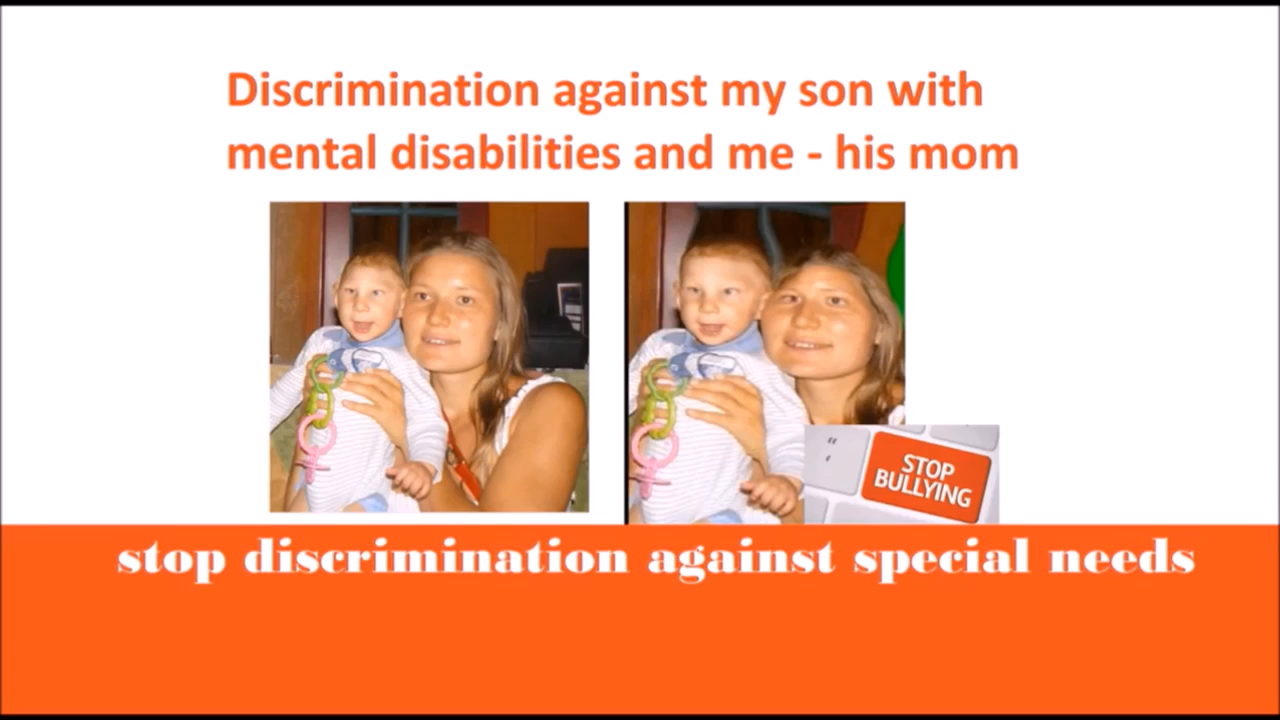 Discrimination against my son with
mental disabilities and me - his mom
STOP
BULLYING
stop discrimination against special needs